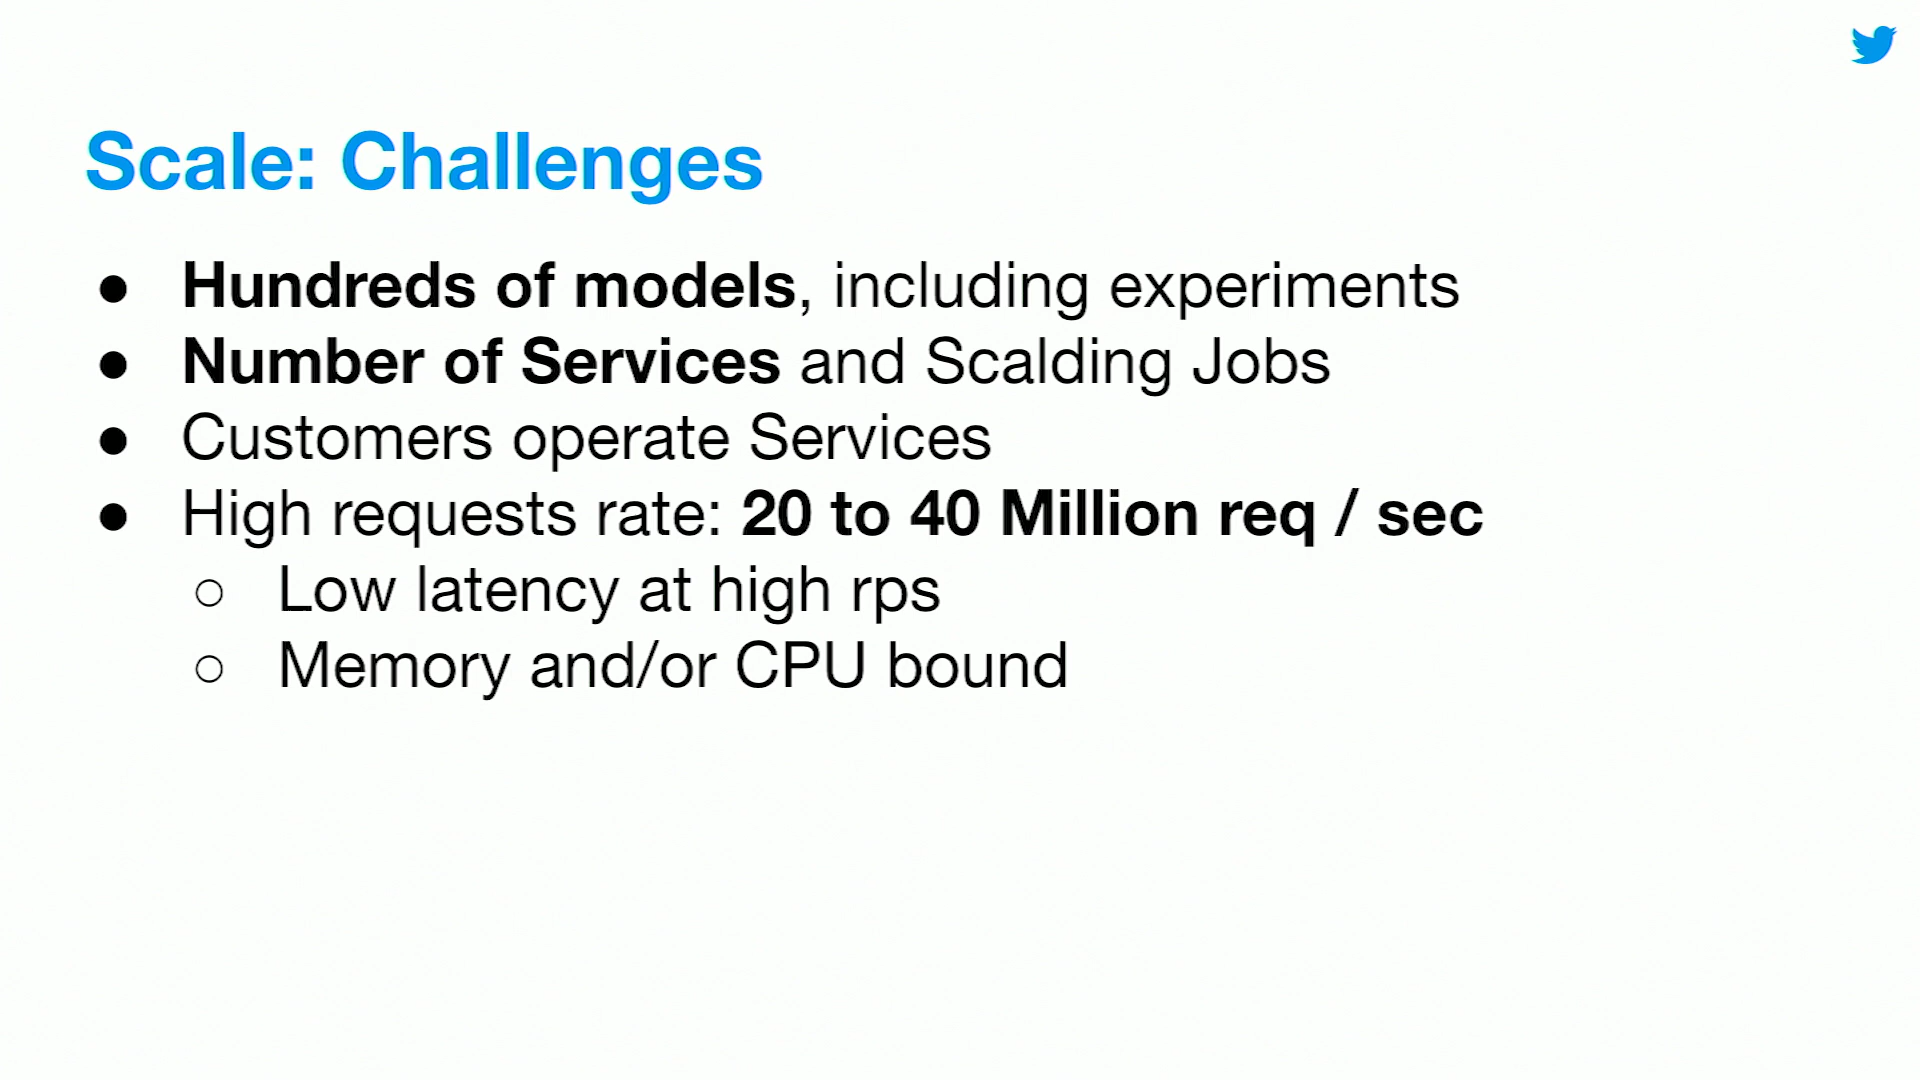 Scale: Challenges
● Hundreds of models, including experiments
● Number of Services and Scalding Jobs
● Customers operate Services
● High requests rate: 20 to 40 Million req / sec
○ Low latency at high rps
○ Memory and/or CPU bound